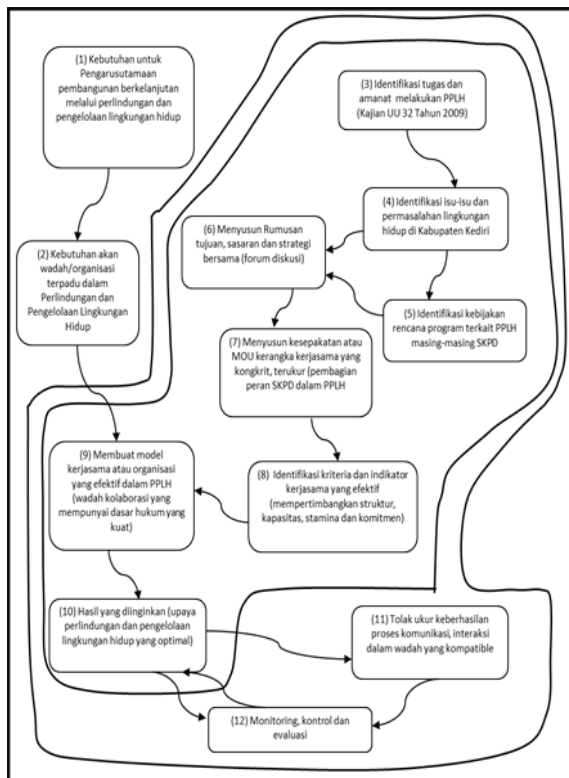 (1) Kebutuhan untuk
Pengarusutamaan
pembangunan berkelanjutan
melalui perlindungan dan
pengelolaan lingkungan hidup
(2) Kebutuhan akan
wadah/organisasi
terpadu dalam
Perlindungan dan
Pengelolaan Lingkungan
Hidup
(3) Identifikasi tugas dan
amanat melakukan PPLH
(Kajian UU 32 Tahun 2009)
(4) Identifikasi isu-isu dan
permasalahan lingkungan
hidup di Kabupaten Kediri
(5) Identifikasi kebijakan
rencana program terkait PPLH
masing-masing SKPD
(6) Menyusun Rumusan
tujuan, sasaran dan strategi
bersama (forum diskusi)
(7) Menyusun kesepakatan atau
MOU kerangka kerjasama yang
kongkrit, terukur (pembagian
peran SKPD dalam PPLH
(8) Identifikasi kriteria dan indikator
kerjasama yang efektif
(mempertimbangkan struktur,
kapasitas, stamina dan komitmen)
(9) Membuat model
kerjasama atau organisasi
yang efektif dalam PPLH
(wadah kolaborasi yang
mempunyai dasar hukum yang
kuat)
(10) Hasil yang diinginkan (upaya
perlindungan dan pengelolaan
lingkungan hidup yang optimal)
(11) Tolak ukur keberhasilan
proses komunikasi, interaksi
dalam wadah yang kompatible
(12) Monitoring, kontrol dan
evaluasi